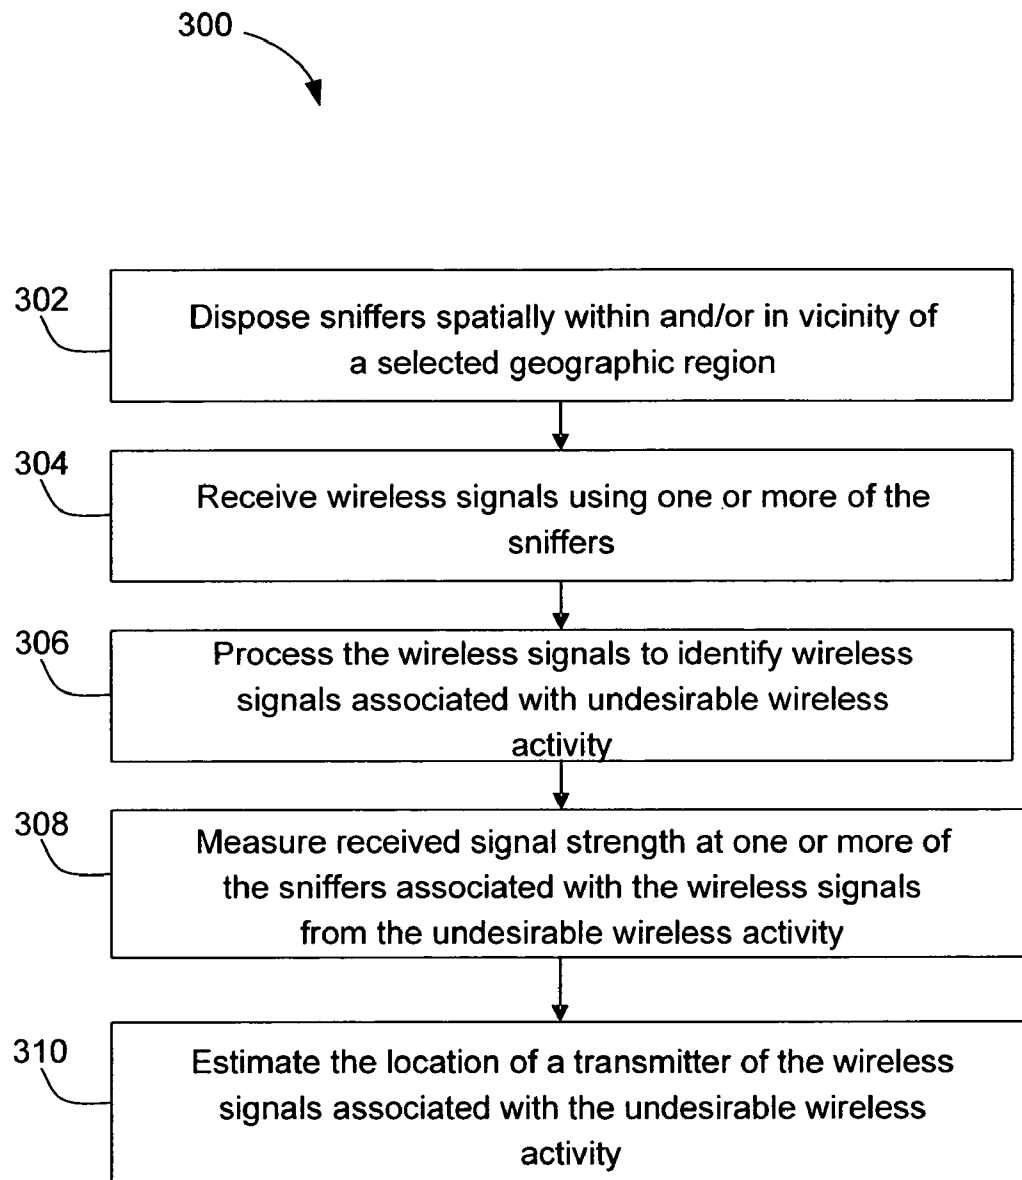 300
302
Dispose sniffers spatially within and/or in vicinity of
a selected geographic region
304
Receive wireless signals using one or more of the
sniffers
306
Process the wireless signals to identify wireless
signals associated with undesirable wireless
activity
308
Measure received signal strength at one or more of
the sniffers associated with the wireless signals
from the undesirable wireless activity
310
Estimate the location of a transmitter of the wireless
signals associated with the undesirable wireless
activity